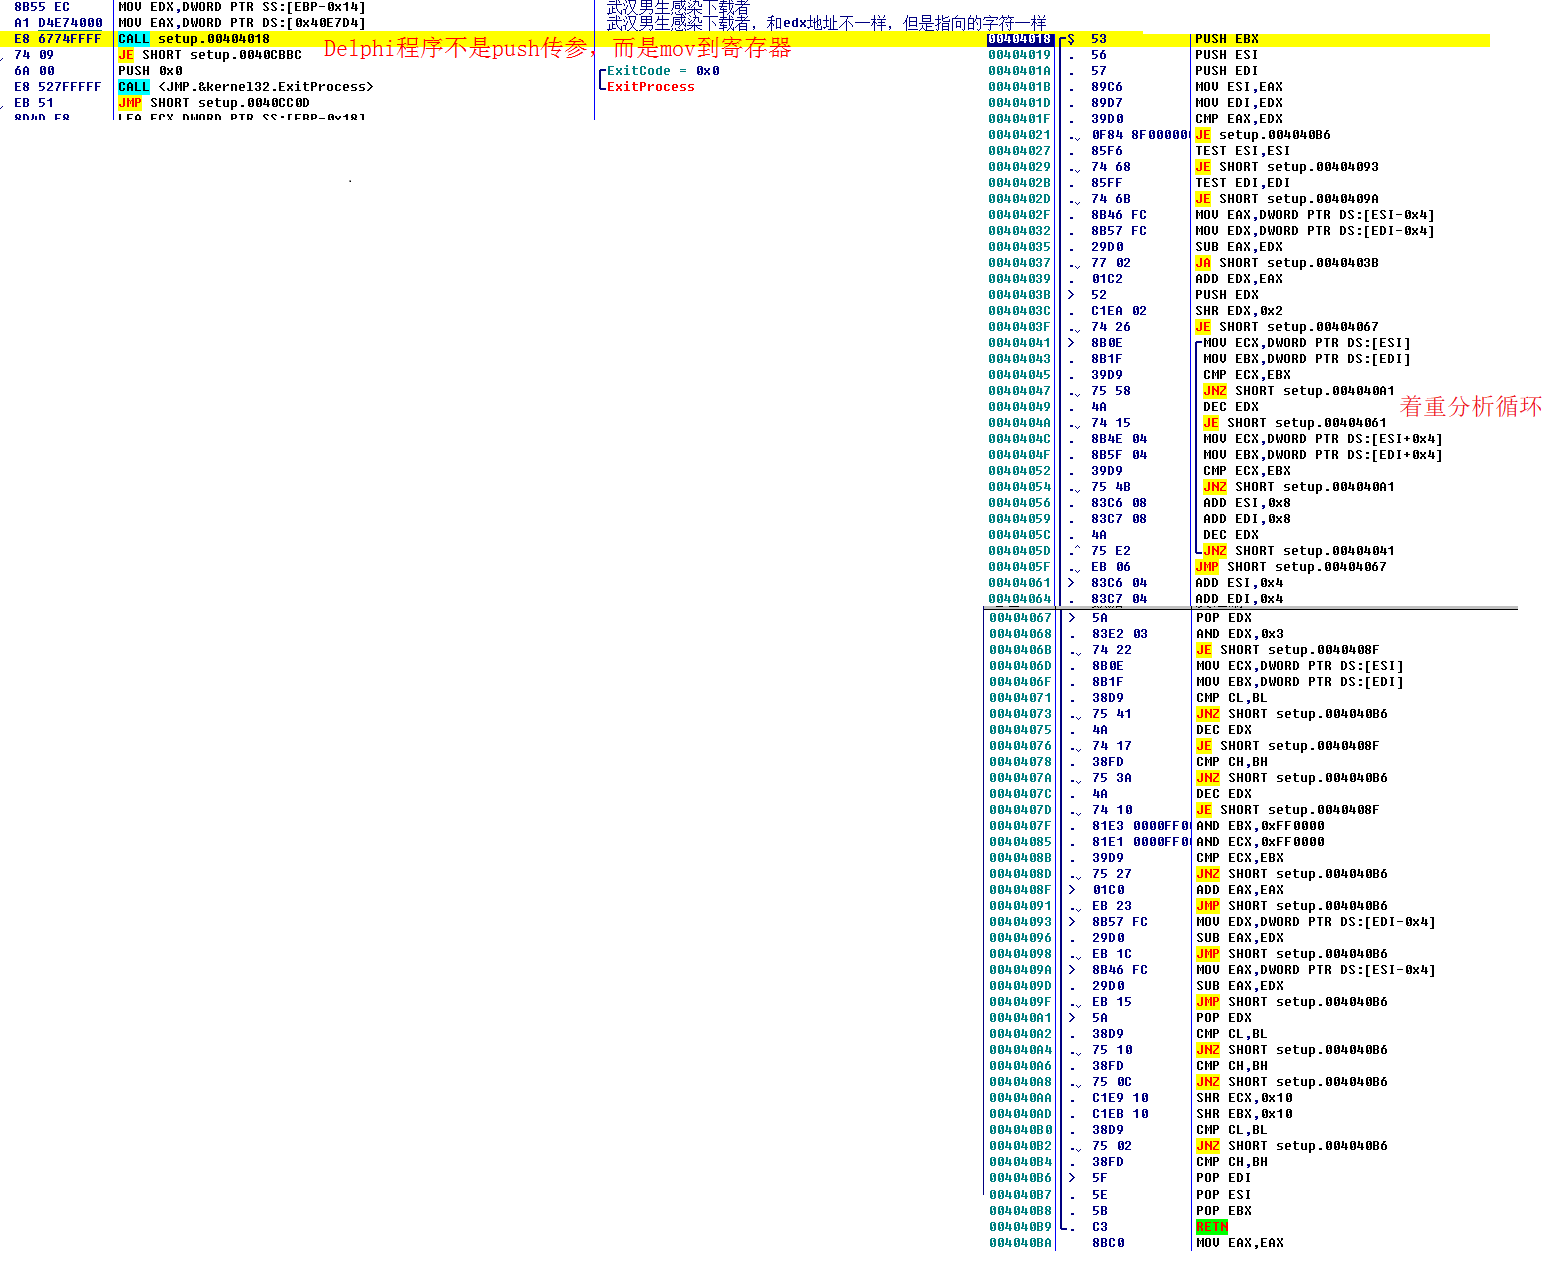 8B55 EC MOV EDX,DWORD PTR SS:[EBP-0x14] 武汉男生感染下载者
A1 D4E74000 MOV EAX,DWORD PTR DS:[0x40E7D4] 武汉男生感染下载者，和edx地址不一样，但是指向的字符一样
E8 6774FFFF CALL setup.00404018
Delphi程序不是push传参，而是mov到寄存器
74 09 JE SHORT setup.0040CBBC
6A 00 PUSH 0x0 ExitCode = 0x0
E8 527FFFFF CALL <JMP.&kernel32.ExitProcess> ExitProcess
EB 51 JMP SHORT setup.0040CC0D
8D4D E8 LEA ECX,DWORD PTR SS:[EBP-0x18]
00404018 $ 53 PUSH EBX
00404019 . 56 PUSH ESI
0040401A . 57 PUSH EDI
0040401B . 89C6 MOV ESI,EAX
0040401D . 89D7 MOV EDI,EDX
0040401F . 39D0 CMP EAX,EDX
00404021 . 0F84 8F00000 JE setup.004040B6
00404027 . 85F6 TEST ESI,ESI
00404029 . 74 68 JE SHORT setup.00404093
0040402B . 85FF TEST EDI,EDI
0040402D . 74 6B JE SHORT setup.0040409A
0040402F . 8B46 FC MOV EAX,DWORD PTR DS:[ESI-0x4]
00404032 . 8B57 FC MOV EDX,DWORD PTR DS:[EDI-0x4]
00404035 . 29D0 SUB EAX,EDX
00404037 . 77 02 JA SHORT setup.0040403B
00404039 . 01C2 ADD EDX,EAX
0040403B > 52 PUSH EDX
0040403C . C1EA 02 SHR EDX,0x2
0040403F . 74 26 JE SHORT setup.00404067
00404041 > 8B0E MOV ECX,DWORD PTR DS:[ESI]
00404043 . 8B1F MOV EBX,DWORD PTR DS:[EDI]
00404045 . 39D9 CMP ECX,EBX
00404047 . 75 58 JNZ SHORT setup.004040A1
着重分析循环
00404049 . 4A DEC EDX
0040404A . 74 15 JE SHORT setup.00404061
0040404C . 8B4E 04 MOV ECX,DWORD PTR DS:[ESI+0x4]
0040404F . 8B5F 04 MOV EBX,DWORD PTR DS:[EDI+0x4]
00404052 . 39D9 CMP ECX,EBX
00404054 . 75 4B JNZ SHORT setup.004040A1
00404056 . 83C6 08 ADD ESI,0x8
00404059 . 83C7 08 ADD EDI,0x8
0040405C . 4A DEC EDX
0040405D .^ 75 E2 JNZ SHORT setup.00404041
0040405F . EB 06 JMP SHORT setup.00404067
00404061 > 83C6 04 ADD ESI,0x4
00404064 . 83C7 04 ADD EDI,0x4
00404067 > 5A POP EDX
00404068 . 83E2 03 AND EDX,0x3
0040406B . 74 22 JE SHORT setup.0040408F
0040406D . 8B0E MOV ECX,DWORD PTR DS:[ESI]
0040406F . 8B1F MOV EBX,DWORD PTR DS:[EDI]
00404071 . 38D9 CMP CL,BL
00404073 . 75 41 JNZ SHORT setup.004040B6
00404075 . 4A DEC EDX
00404076 . 74 17 JE SHORT setup.0040408F
00404078 . 38FD CMP CH,BH
0040407A . 75 3A JNZ SHORT setup.004040B6
0040407C . 4A DEC EDX
0040407D . 74 10 JE SHORT setup.0040408F
0040407F . 81E3 0000FF0 AND EBX,0xFF0000
00404085 . 81E1 0000FF0 AND ECX,0xFF0000
0040408B . 39D9 CMP ECX,EBX
0040408D . 75 27 JNZ SHORT setup.004040B6
0040408F > 01C0 ADD EAX,EAX
00404091 . EB 23 JMP SHORT setup.004040B6
00404093 > 8B57 FC MOV EDX,DWORD PTR DS:[EDI-0x4]
00404096 . 29D0 SUB EAX,EDX
00404098 . EB 1C JMP SHORT setup.004040B6
0040409A > 8B46 FC MOV EAX,DWORD PTR DS:[ESI-0x4]
0040409D . 29D0 SUB EAX,EDX
0040409F . EB 15 JMP SHORT setup.004040B6
004040A1 > 5A POP EDX
004040A2 . 38D9 CMP CL,BL
004040A4 . 75 10 JNZ SHORT setup.004040B6
004040A6 . 38FD CMP CH,BH
004040A8 . 75 0C JNZ SHORT setup.004040B6
004040AA . C1E9 10 SHR ECX,0x10
004040AD . C1EB 10 SHR EBX,0x10
004040B0 . 38D9 CMP CL,BL
004040B2 . 75 02 JNZ SHORT setup.004040B6
004040B4 . 38FD CMP CH,BH
004040B6 > 5F POP EDI
004040B7 . 5E POP ESI
004040B8 . 5B POP EBX
004040B9 . C3 RETN
004040BA 8BC0 MOV EAX,EAX